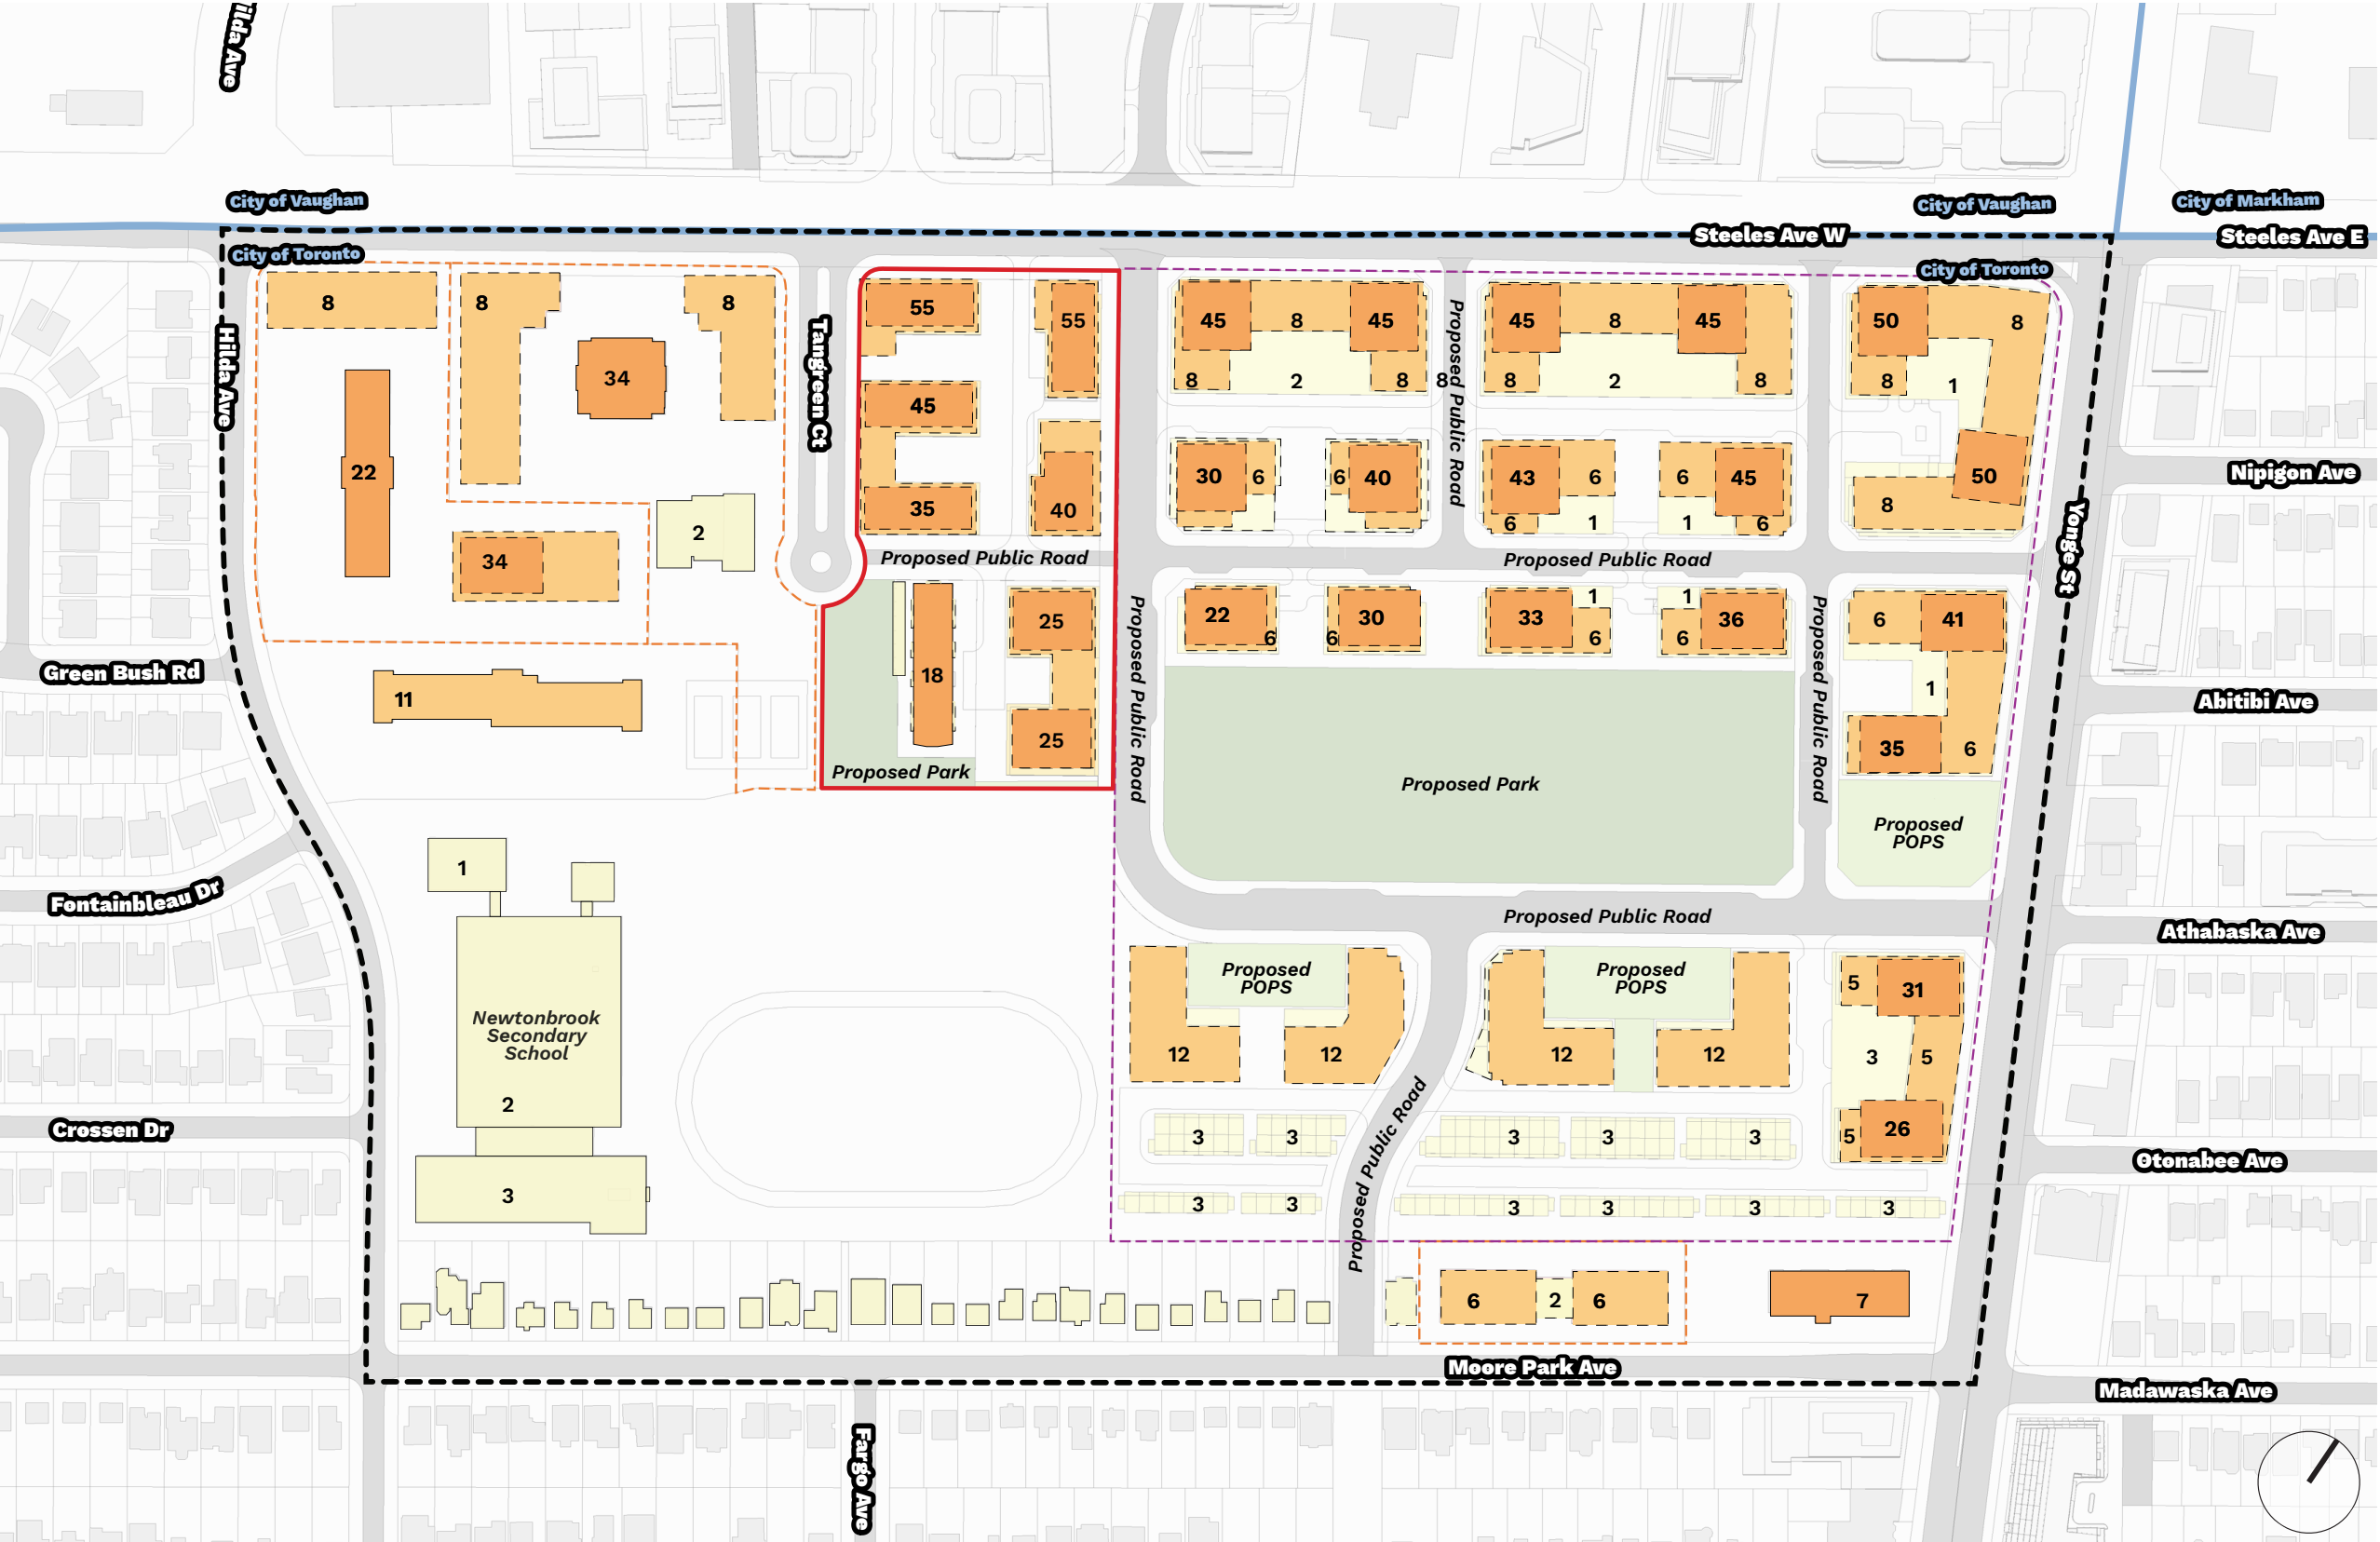 Hilda Ave
City of Vaughan
City of Vaughan
City of Markham
Steeles Ave W
Steeles Ave E
City of Toronto
City of Toronto
8
8
8
55
55
45
8
45
45
8
45
50
8
Hilda Ave
Tangreen Ct
34
45
8
2
8
8
Proposed Public Road
8
2
8
8
1
22
35
40
30
6
6
40
43
6
6
45
50
Nipigon Ave
6
1
1
6
8
2
34
Proposed Public Road
Proposed Public Road
Yonge St
25
22
6
6
30
33
1
6
1
6
36
6
41
Green Bush Rd
11
18
Proposed Public Road
Proposed Public Road
1
Abitibi Ave
25
35
6
Proposed Park
Proposed Park
Proposed
POPS
1
Fontainbleau Dr
Proposed Public Road
Athabaska Ave
Proposed
POPS
Proposed
POPS
5
31
Newtonbrook
Secondary
School
12
12
12
12
3
5
2
Crossen Dr
3
3
3
3
3
5
26
Proposed Public Road
Otonabee Ave
3
3
3
3
3
3
3
6
2
6
7
Moore Park Ave
Madawaska Ave
Fargo Ave